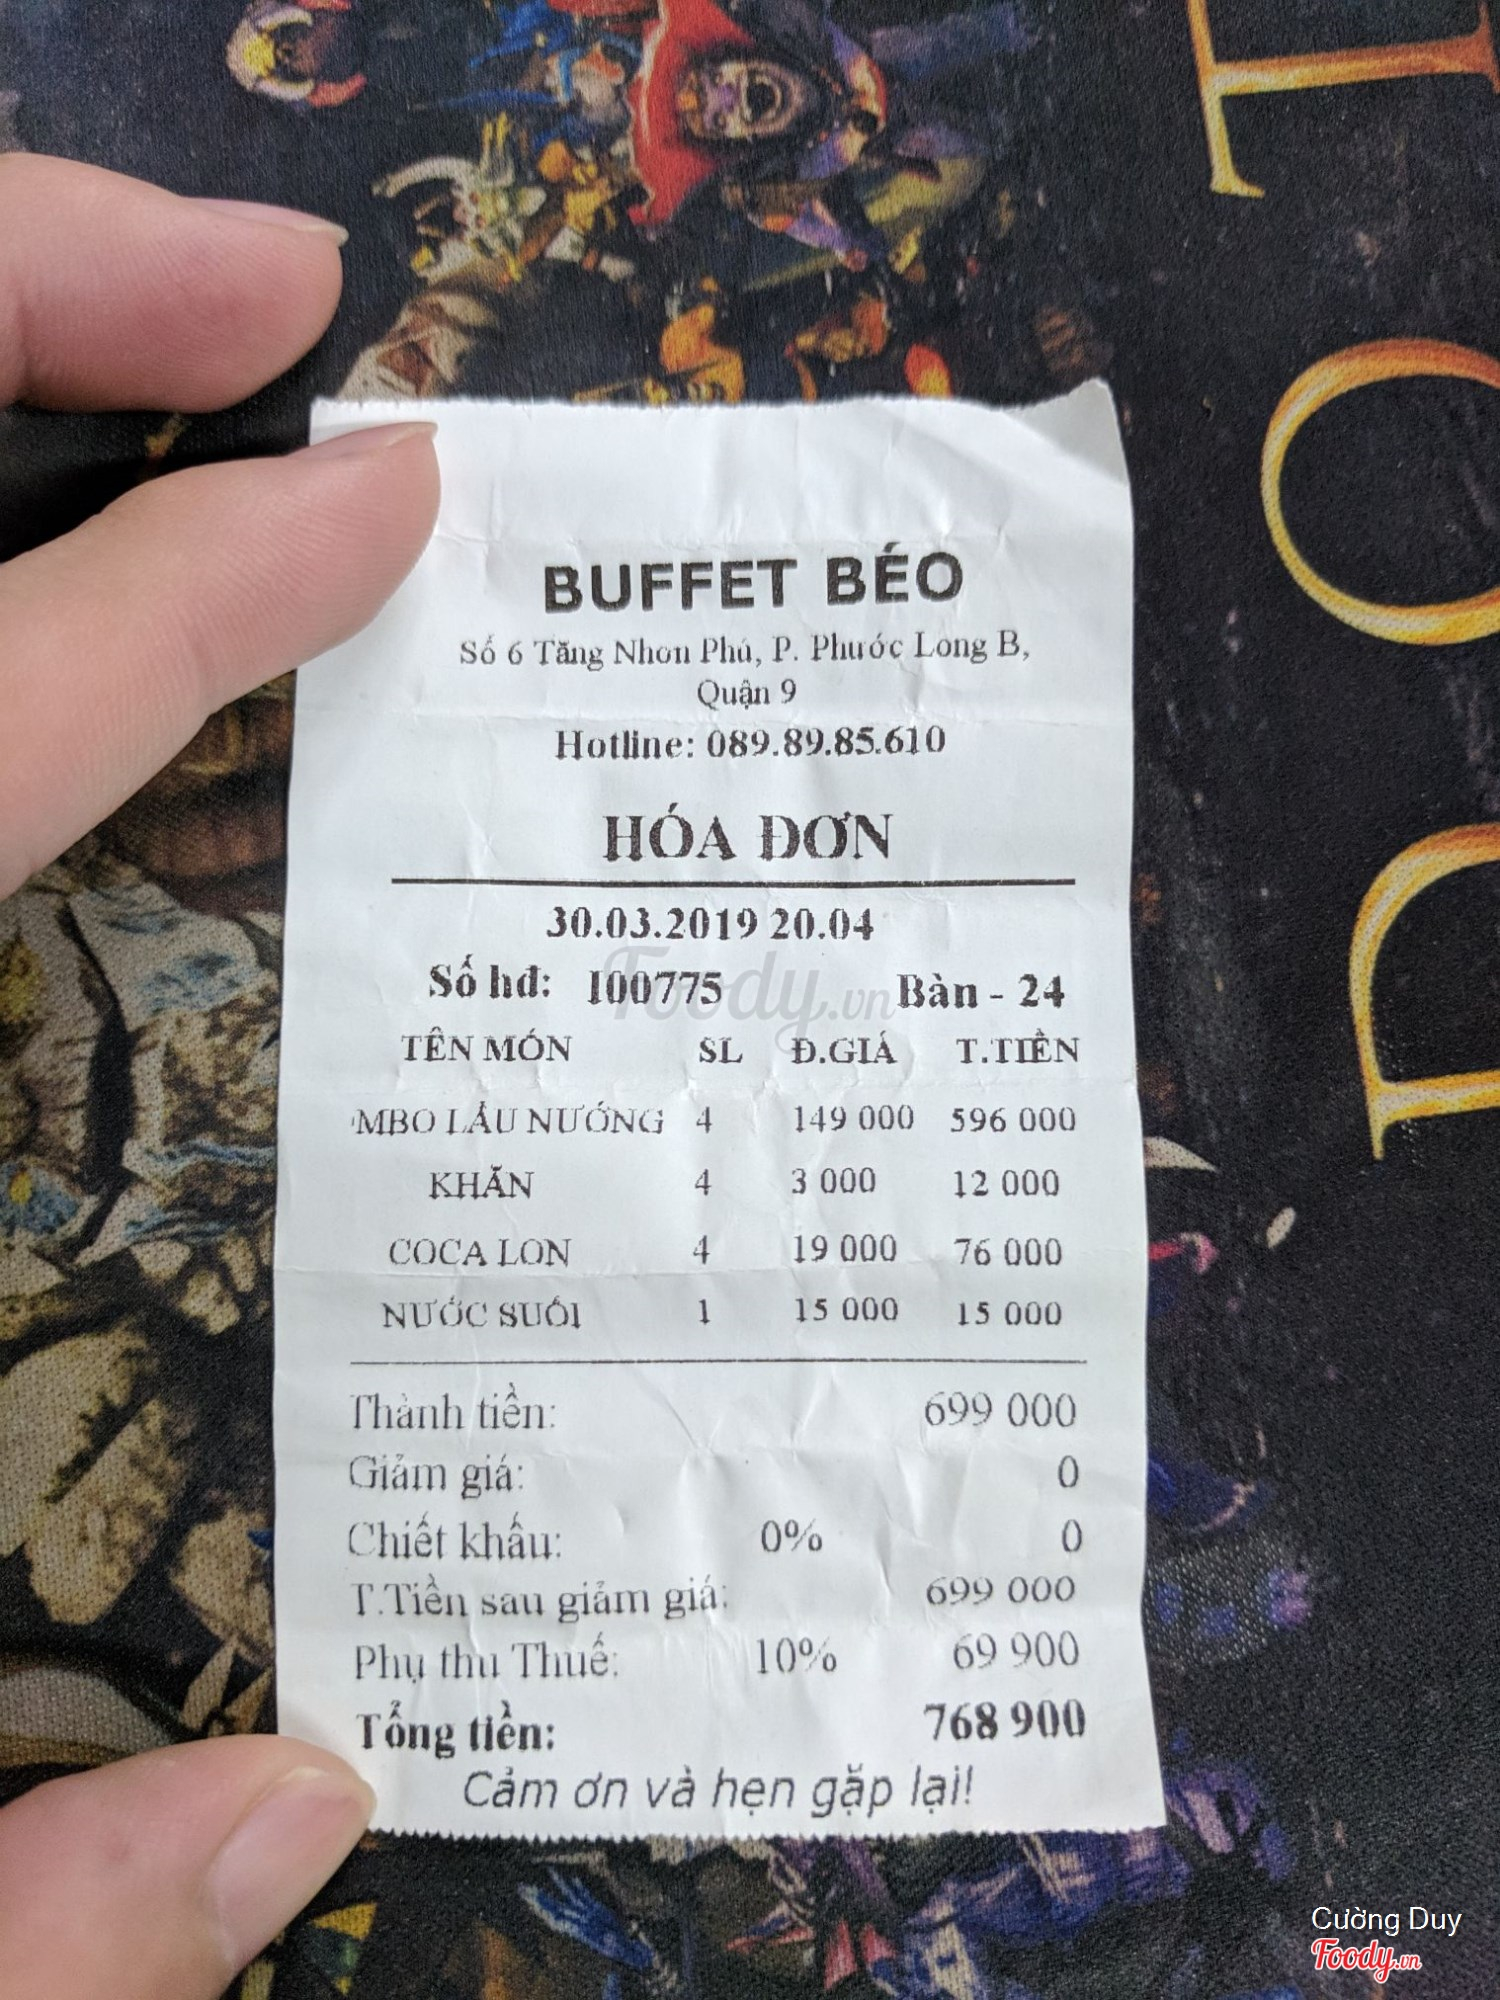 DOT
BUFFET BÉO
Số 6 Tăng Nhơn Phú, P. Phước Long B,
Quận 9
Hotline: 089.89.85.610
HÓA ĐƠN
30.03.2019 20.04
Số hđ: 100775 Bàn - 24
TÊN MÓN SL Đ.GIÁ T.TIỀN
MBO LẨU NƯỚNG 4 149 000 596 000
KHĂN 4 3 000 12 000
COCA LON 4 19 000 76 000
NƯỚC SUỐI 1 15 000 15 000
Thành tiền: 699 000
Giảm giá: 0
Chiết khấu: 0% 0
T.Tiền sau giảm giá: 699 000
Phụ thu Thuế: 10% 69 900
Tổng tiền: 768 900
Cảm ơn và hẹn gặp lại!
Foody.vn
Cường Duy
Foody.vn